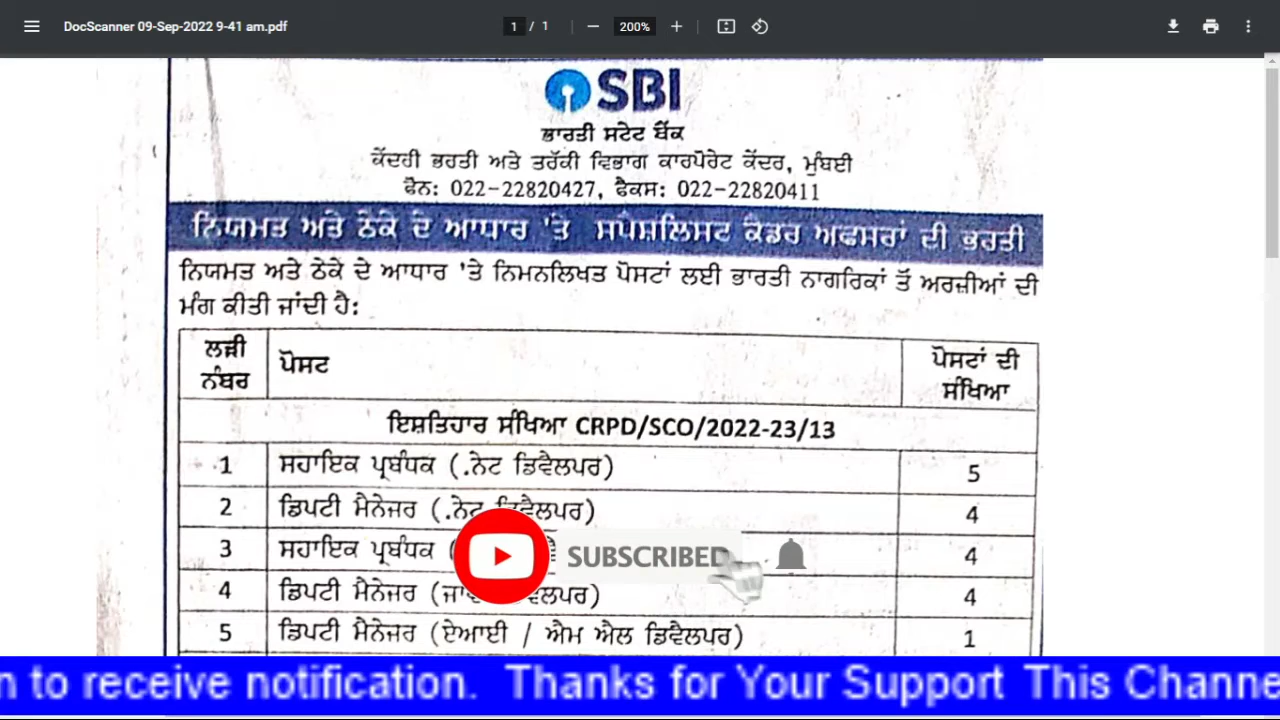 DocScanner 09-Sep-2022 9-41 am.pdf
1 / 1
200%
SBI
ਭਾਰਤੀ ਸਟੇਟ ਬੈਂਕ
ਕੇਂਦਰੀ ਭਰਤੀ ਅਤੇ ਤਰੱਕੀ ਵਿਭਾਗ ਕਾਰਪੋਰੇਟ ਕੇਂਦਰ, ਮੁੰਬਈ
ਫੋਨ: 022-22820427, ਫੈਕਸ: 022-22820411
ਨਿਯਮਤ ਅਤੇ ਠੇਕੇ ਦੇ ਆਧਾਰ 'ਤੇ ਸਪੈਸ਼ਲਿਸਟ ਕੈਡਰ ਅਫਸਰਾਂ ਦੀ ਭਰਤੀ
ਨਿਯਮਤ ਅਤੇ ਠੇਕੇ ਦੇ ਆਧਾਰ 'ਤੇ ਨਿਮਨਲਿਖਤ ਪੋਸਟਾਂ ਲਈ ਭਾਰਤੀ ਨਾਗਰਿਕਾਂ ਤੋਂ ਅਰਜ਼ੀਆਂ ਦੀ
ਮੰਗ ਕੀਤੀ ਜਾਂਦੀ ਹੈ:
ਲੜੀ ਨੰਬਰ ਪੋਸਟ ਪੋਸਟਾਂ ਦੀ ਸੰਖਿਆ
ਇਸ਼ਤਿਹਾਰ ਸੰਖਿਆ CRPD/SCO/2022-23/13
1 ਸਹਾਇਕ ਪ੍ਰਬੰਧਕ (.ਨੇਟ ਡਿਵੈਲਪਰ) 5
2 ਡਿਪਟੀ ਮੈਨੇਜਰ (.ਨੇਟ ਡਿਵੈਲਪਰ) 4
3 ਸਹਾਇਕ ਪ੍ਰਬੰਧਕ ( 4
SUBSCRIBED
4 ਡਿਪਟੀ ਮੈਨੇਜਰ 4
5 ਡਿਪਟੀ ਮੈਨੇਜਰ (ਏਆਈ / ਐਮ ਐਲ ਡਿਵੈਲਪਰ) 1
n to receive notification. Thanks for Your Support This Channe